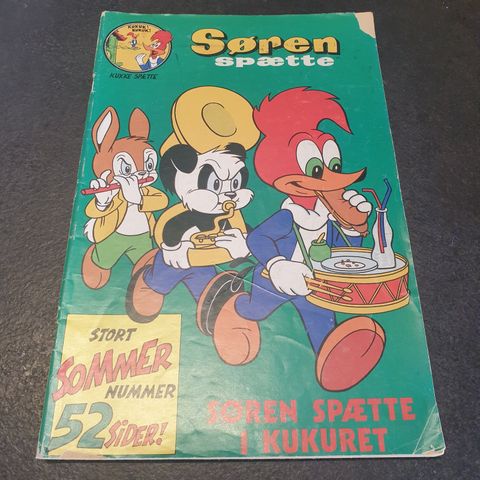 KUKUK!
KUKUK!
KUKKE-SPÆTTE
Søren
spætte
STORT
SOMMER
NUMMER
52 SiDER!
SØREN SPÆTTE
I KUKURET